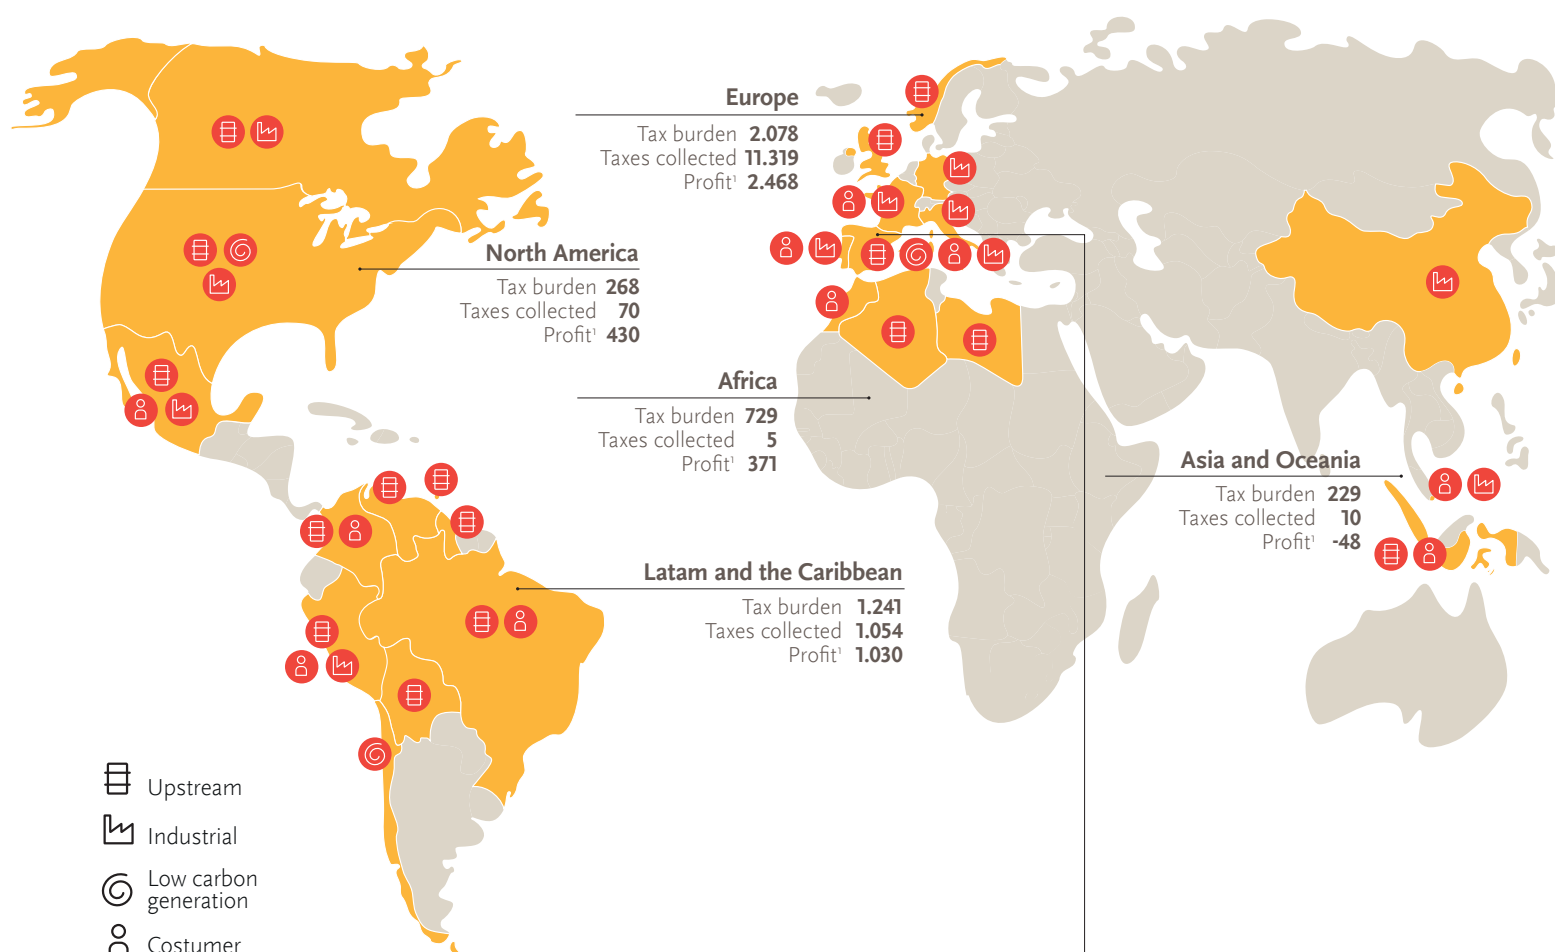 Europe
Tax burden 2.078
Taxes collected 11.319
Profit¹ 2.468
North America
Tax burden 268
Taxes collected 70
Profit¹ 430
Africa
Tax burden 729
Taxes collected 5
Profit¹ 371
Asia and Oceania
Tax burden 229
Taxes collected 10
Profit¹ -48
Latam and the Caribbean
Tax burden 1.241
Taxes collected 1.054
Profit¹ 1.030
Upstream
Industrial
Low carbon
generation
Costumer